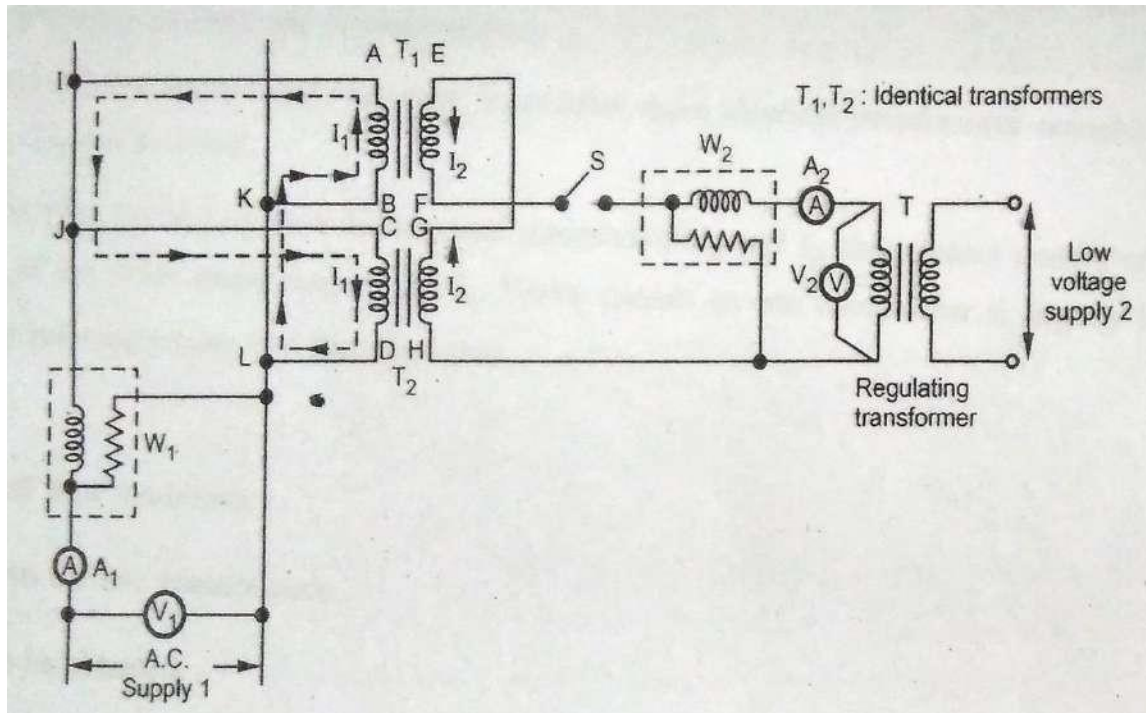 A T₁ E
I
T₁,T₂ : Identical transformers
I₁
I₂
W₂
S
A₂
K
B
F
A
T
J
C
G
Low
voltage
supply 2
I₁
I₂
V₂
V
L
D
H
T₂
Regulating
transformer
W₁
A
A₁
V₁
A.C.
Supply 1